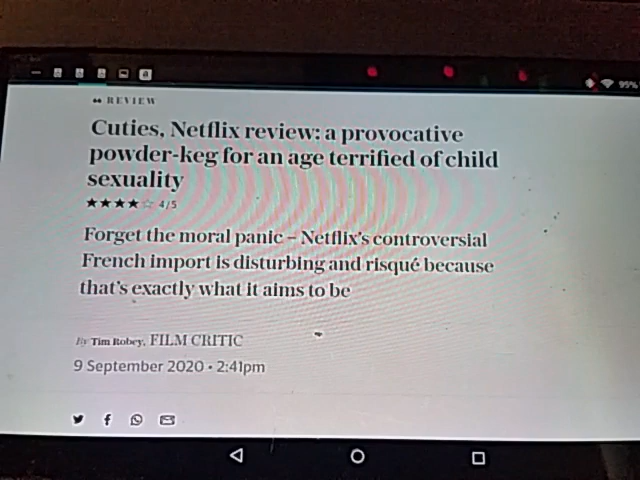 REVIEW
Cuties, Netflix review: a provocative
powder-keg for an age terrified of child
sexuality
★★★★☆ 4/5
Forget the moral panic – Netflix's controversial
French import is disturbing and risqué because
that's exactly what it aims to be
By Tim Robey, FILM CRITIC
9 September 2020 • 2:41pm